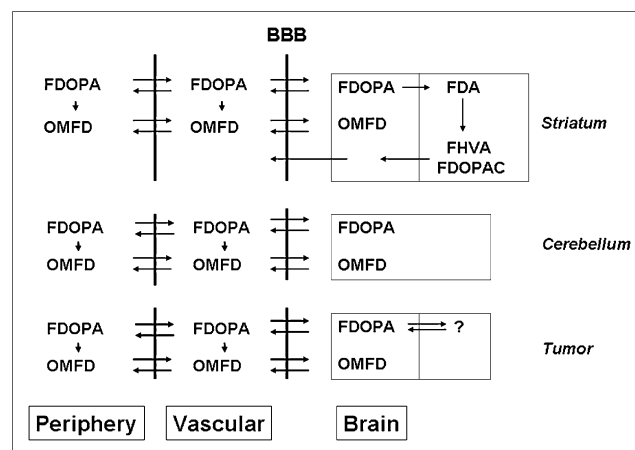 BBB
FDOPA FDOPA FDOPA FDA
OMFD OMFD OMFD Striatum
FHVA
FDOPAC
FDOPA FDOPA FDOPA
Cerebellum
OMFD OMFD OMFD
FDOPA FDOPA FDOPA ?
Tumor
OMFD OMFD OMFD
Periphery Vascular Brain